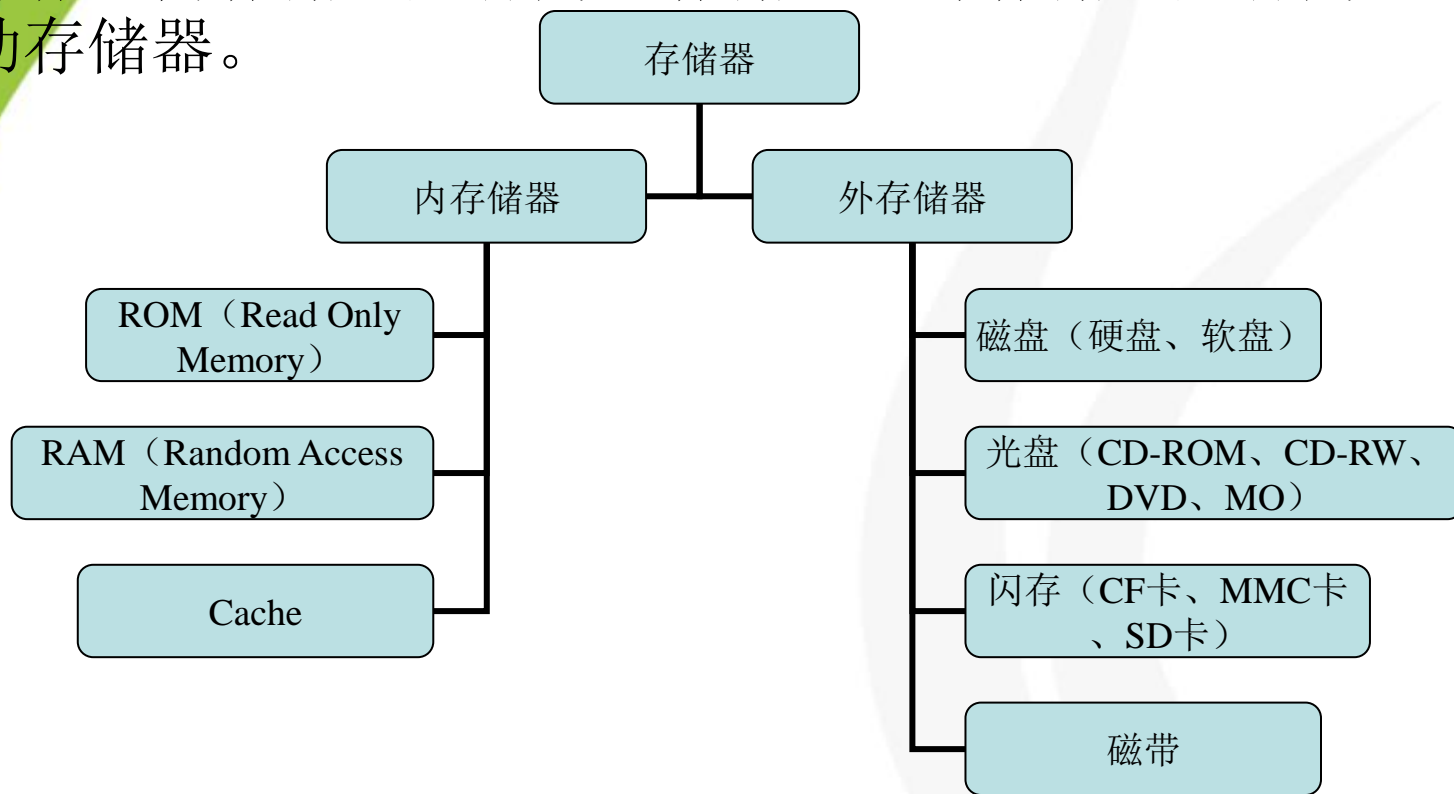 动存储器。
存储器
内存储器
外存储器
ROM（Read Only
Memory）
磁盘（硬盘、软盘）
RAM（Random Access
Memory）
光盘（CD-ROM、CD-RW、
DVD、MO）
Cache
闪存（CF卡、MMC卡
、SD卡）
磁带